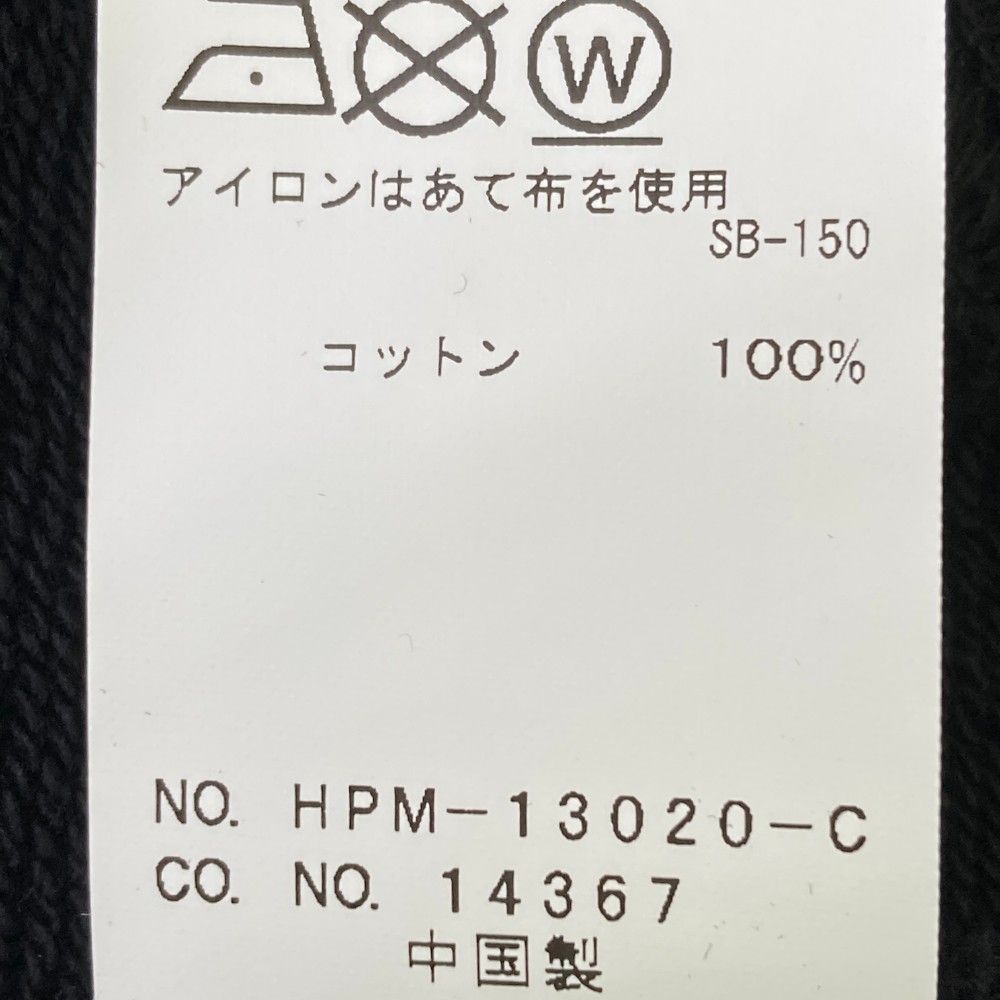 W
アイロンはあて布を使用
SB-150
コットン 100%
NO. HPM-13020-C
CO. NO. 14367
中国製